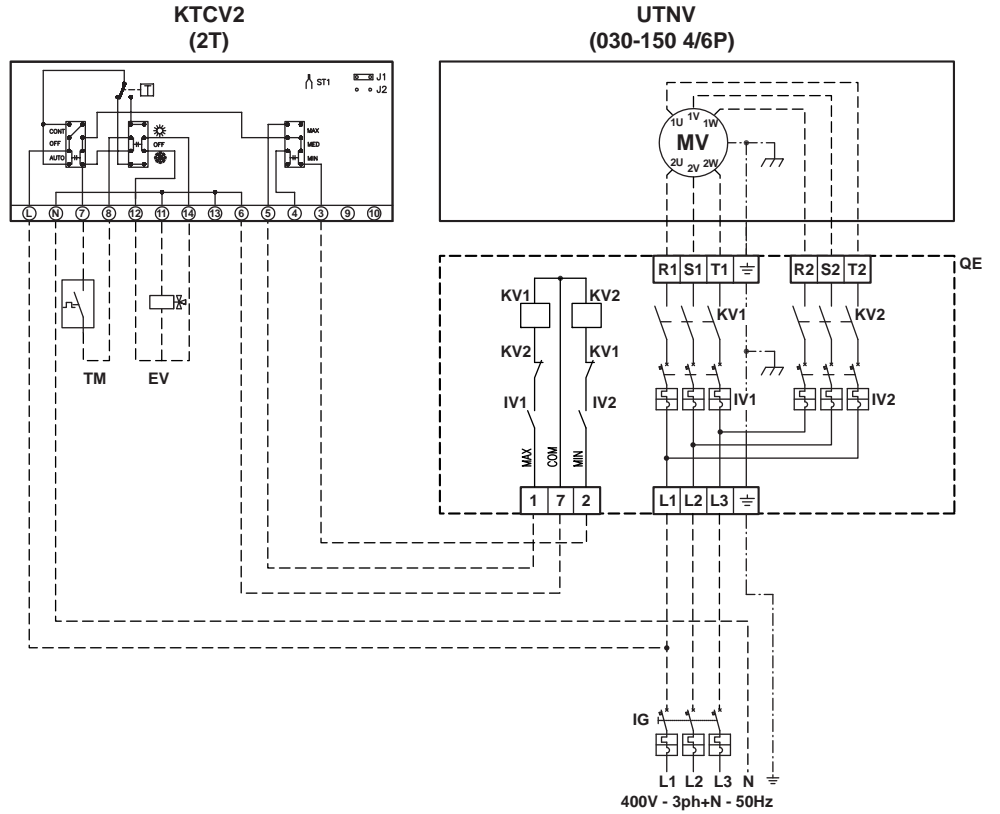 KTCV2
(2T)
UTNV
(030-150 4/6P)
ST1
J1
J2
T
CONT
OFF
AUTO
OFF
MAX
MED
MIN
L N 7 8 12 11 14 13 6 5 4 3 9 10
1U 1V 1W
MV
2U 2V 2W
TM
EV
QE
R1 S1 T1
R2 S2 T2
KV1
KV2
KV1
KV2
KV2
KV1
IV1
IV2
IV1
IV2
MAX
COM
MIN
1 7 2
L1 L2 L3
IG
L1 L2 L3 N
400V - 3ph+N - 50Hz